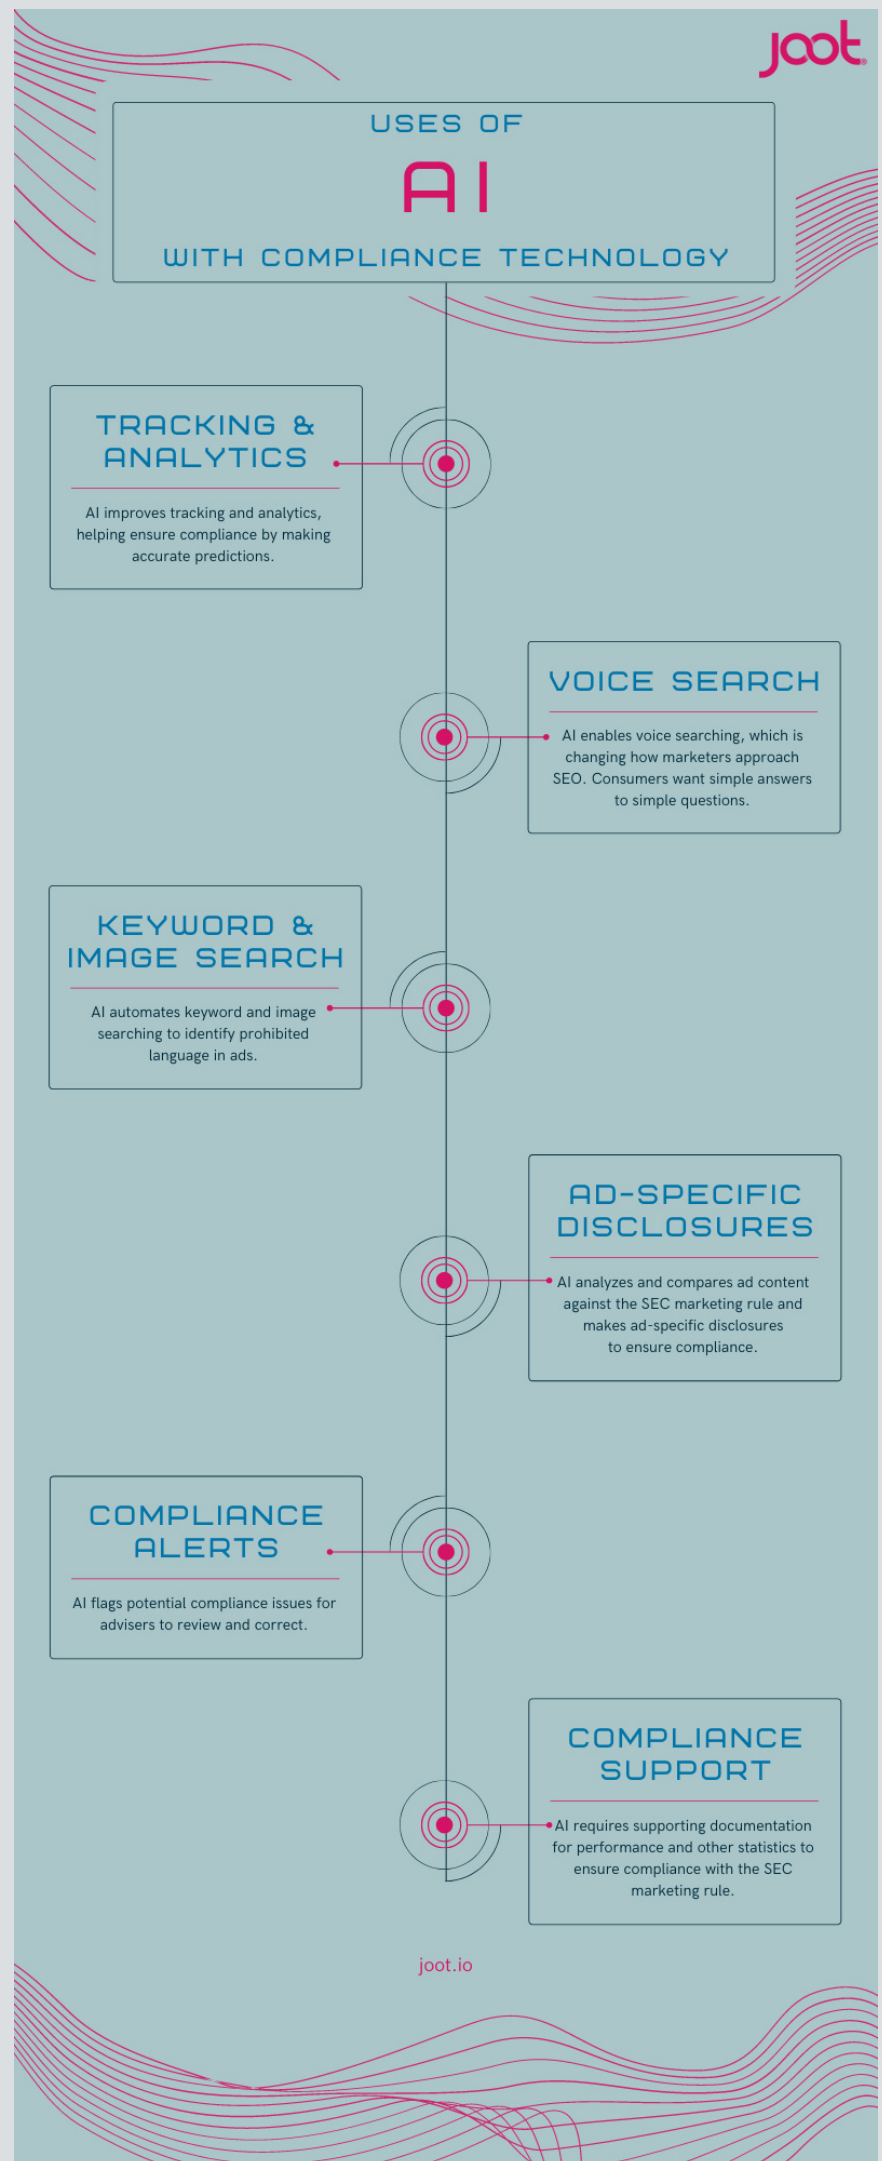 joot®
USES OF
AI
WITH COMPLIANCE TECHNOLOGY
TRACKING &
ANALYTICS
AI improves tracking and analytics,
helping ensure compliance by making
accurate predictions.
VOICE SEARCH
AI enables voice searching, which is
changing how marketers approach
SEO. Consumers want simple answers
to simple questions.
KEYWORD &
IMAGE SEARCH
AI automates keyword and image
searching to identify prohibited
language in ads.
AD-SPECIFIC
DISCLOSURES
AI analyzes and compares ad content
against the SEC marketing rule and
makes ad-specific disclosures
to ensure compliance.
COMPLIANCE
ALERTS
AI flags potential compliance issues for
advisers to review and correct.
COMPLIANCE
SUPPORT
AI requires supporting documentation
for performance and other statistics to
ensure compliance with the SEC
marketing rule.
joot.io